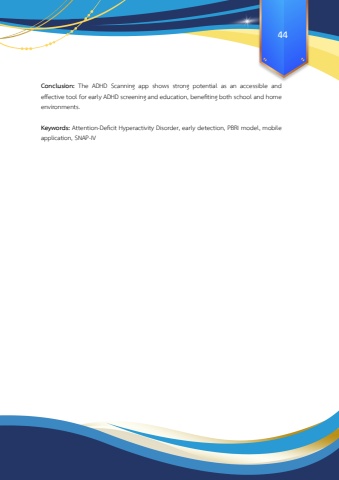 44
Conclusion: The ADHD Scanning app shows strong potential as an accessible and
effective tool for early ADHD screening and education, benefiting both school and home
environments.
Keywords: Attention-Deficit Hyperactivity Disorder, early detection, PBRI model, mobile
application, SNAP-IV